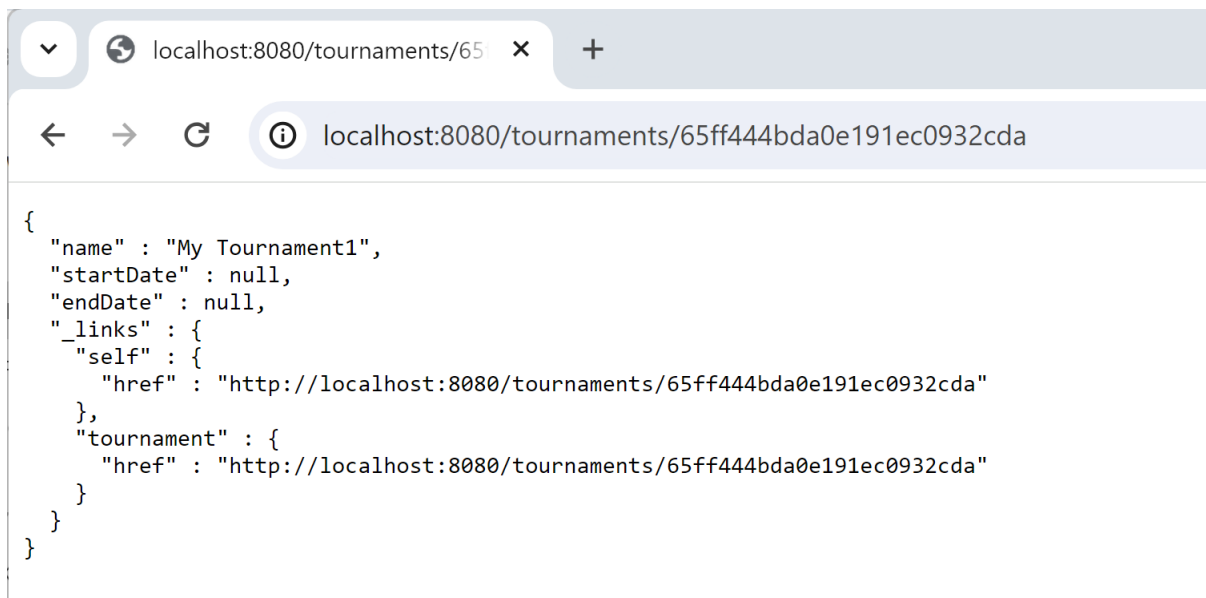 localhost:8080/tournaments/65
localhost:8080/tournaments/65ff444bda0e191ec0932cda
{
  "name" : "My Tournament1",
  "startDate" : null,
  "endDate" : null,
  "_links" : {
    "self" : {
      "href" : "http://localhost:8080/tournaments/65ff444bda0e191ec0932cda"
    },
    "tournament" : {
      "href" : "http://localhost:8080/tournaments/65ff444bda0e191ec0932cda"
    }
  }
}